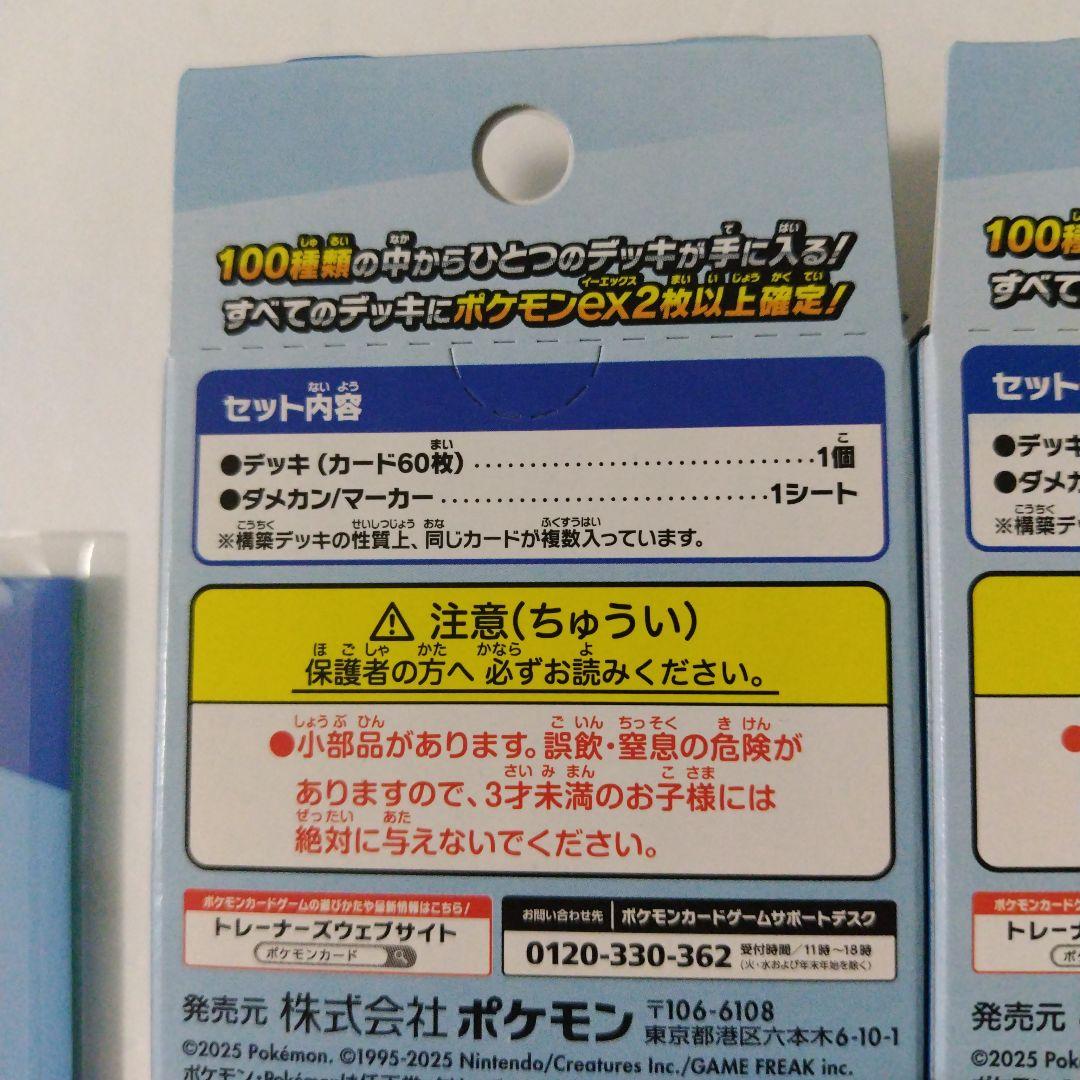 100種類の中からひとつのデッキが手に入る!
すべてのデッキにポケモンex2枚以上確定!
セット内容
●デッキ(カード60枚)..............................1個
●ダメカン/マーカー..............................1シート
※構築デッキの性質上、同じカードが複数入っています。
⚠ 注意(ちゅうい)
保護者の方へ 必ずお読みください。
●小部品があります。誤飲・窒息の危険が
ありますので、3才未満のお子様には
絶対に与えないでください。
ポケモンカードゲームの遊びかたや最新情報はこちら!
トレーナーズウェブサイト
ポケモンカード
お問い合わせ先 ポケモンカードゲームサポートデスク
0120-330-362 受付時間/11時~18時
(火・水および年末年始を除く)
発売元 株式会社 ポケモン 〒106-6108
東京都港区六本木6-10-1
©2025 Pokémon. ©1995-2025 Nintendo/Creatures Inc./GAME FREAK inc.
100種
すべて
セット
●デッキ
●ダメカ
※構築デ
ポケモンカード
トレーナ
発売元
©2025 Pok